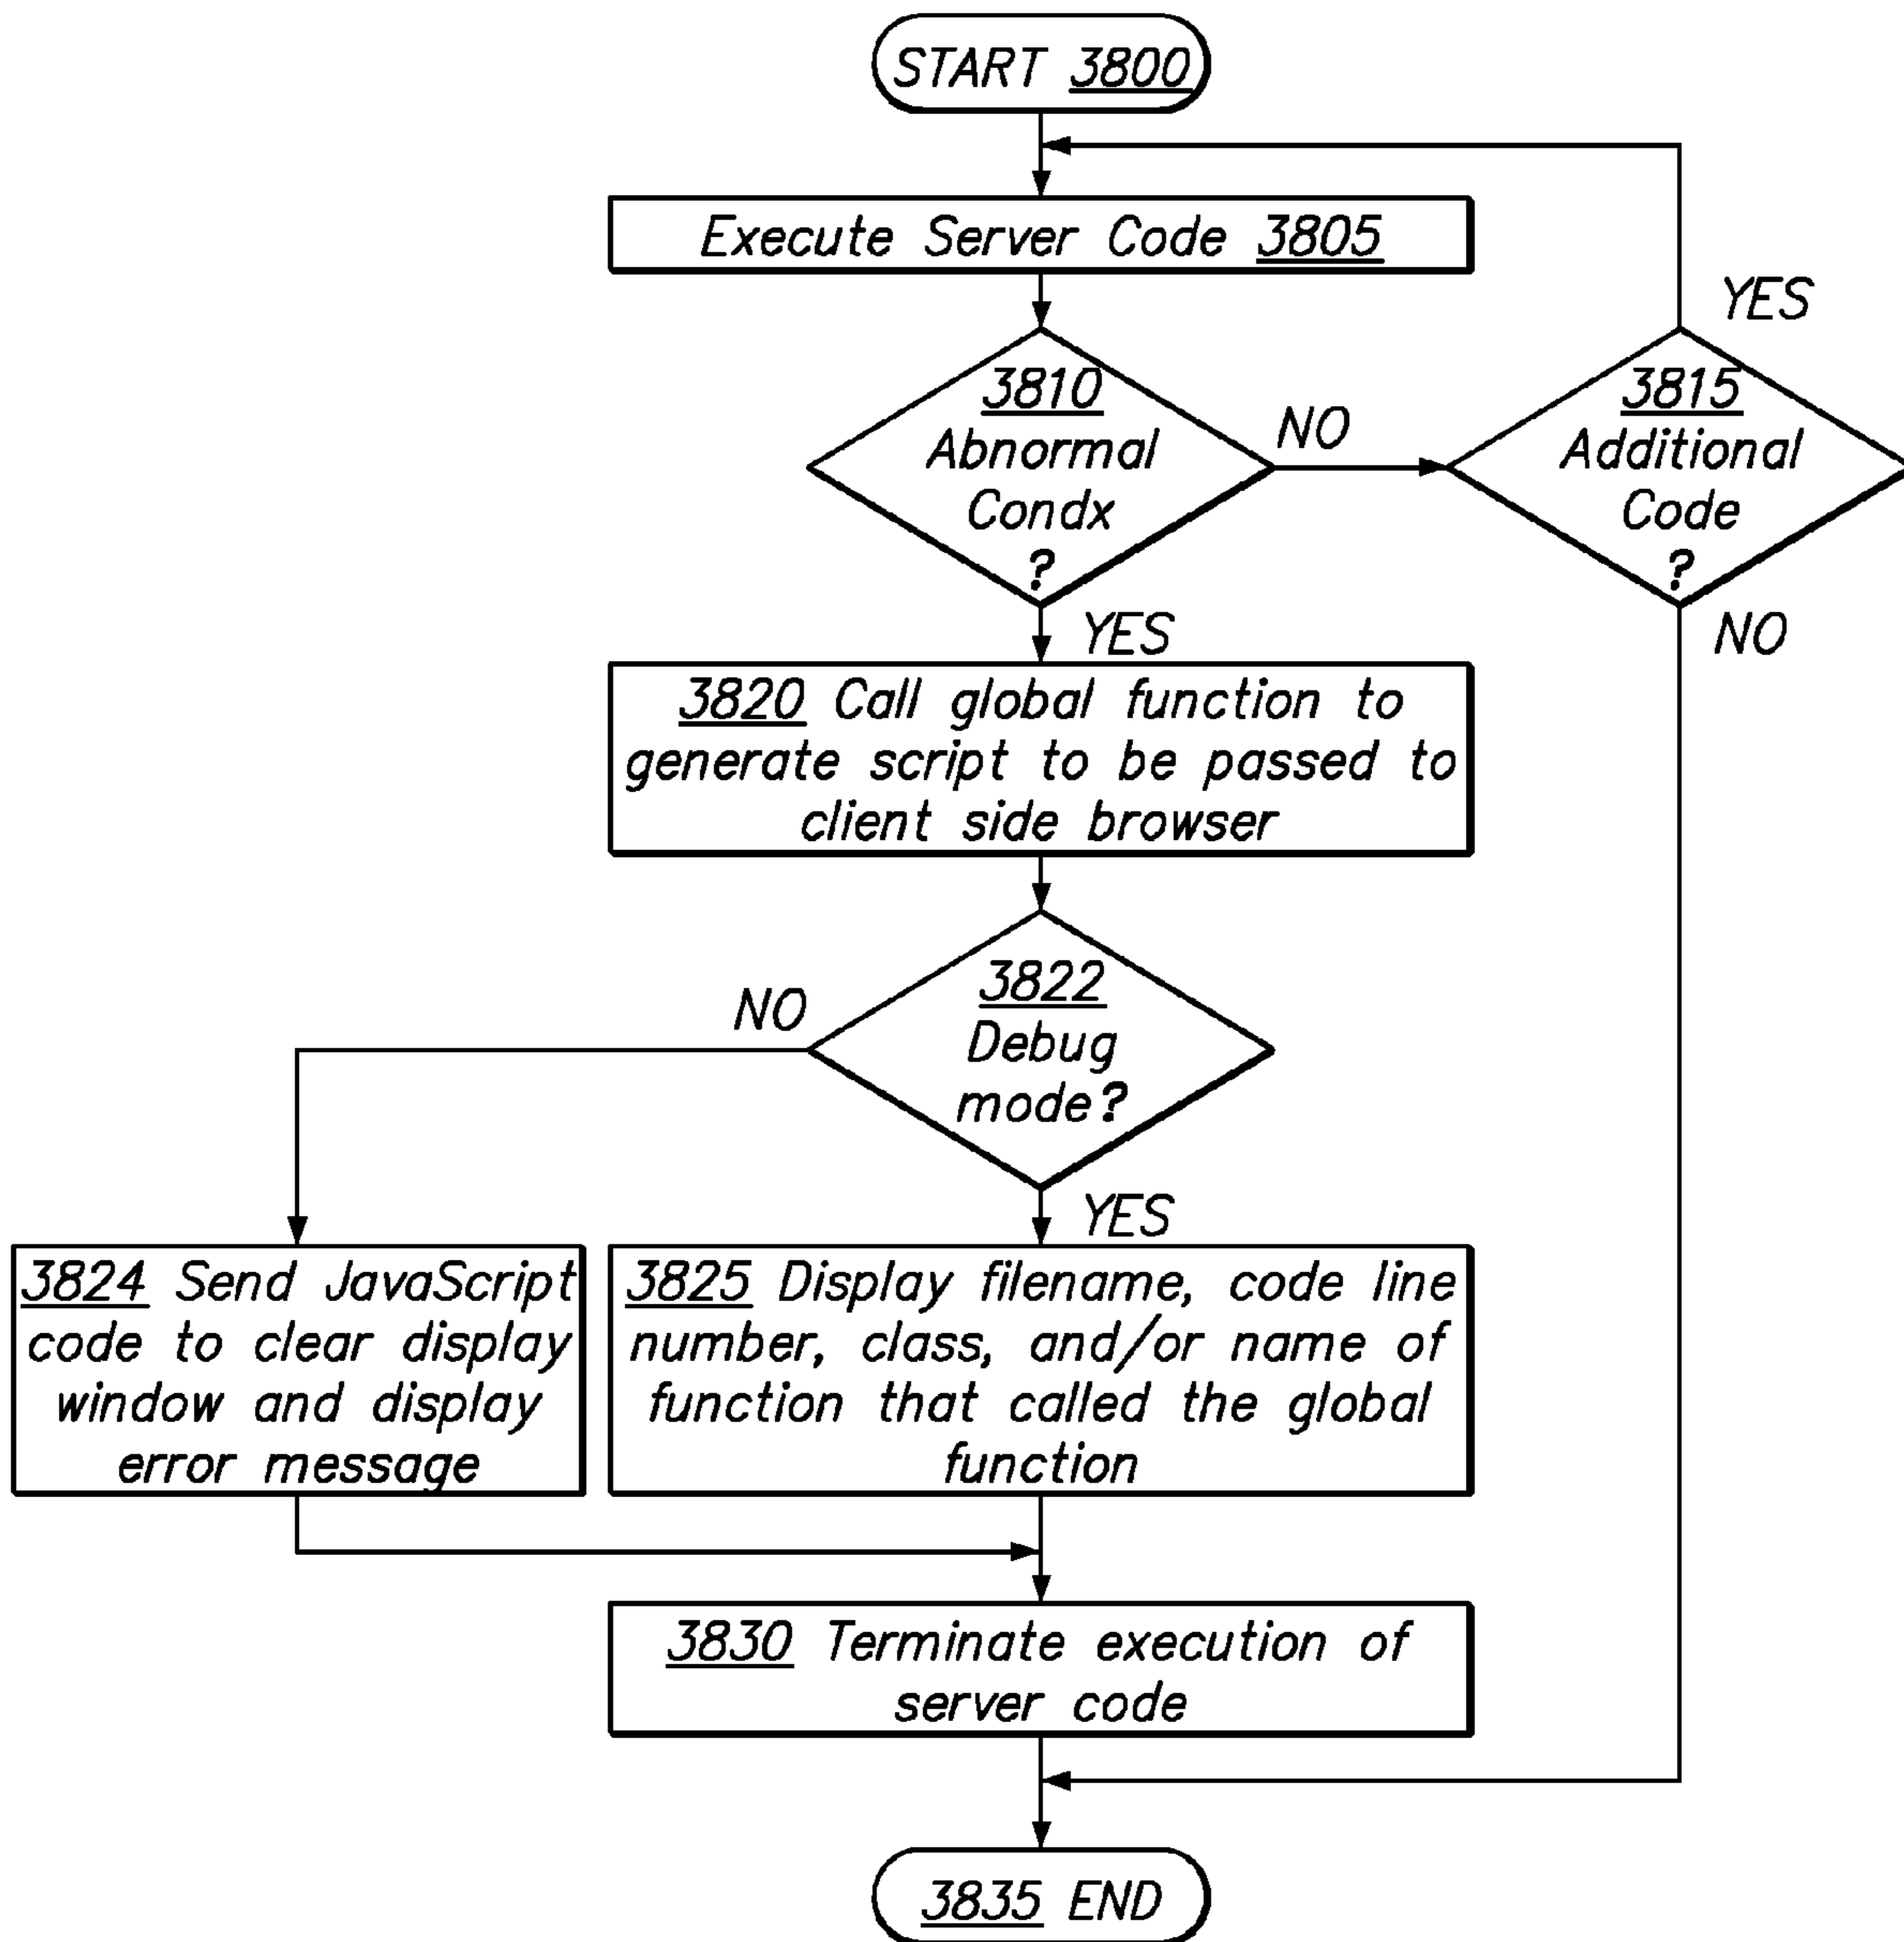 START 3800
Execute Server Code 3805
YES
3810
Abnormal
Condx
?
NO
3815
Additional
Code
?
YES
NO
3820 Call global function to
generate script to be passed to
client side browser
3822
Debug
mode?
NO
YES
3824 Send JavaScript
code to clear display
window and display
error message
3825 Display filename, code line
number, class, and/or name of
function that called the global
function
3830 Terminate execution of
server code
3835 END